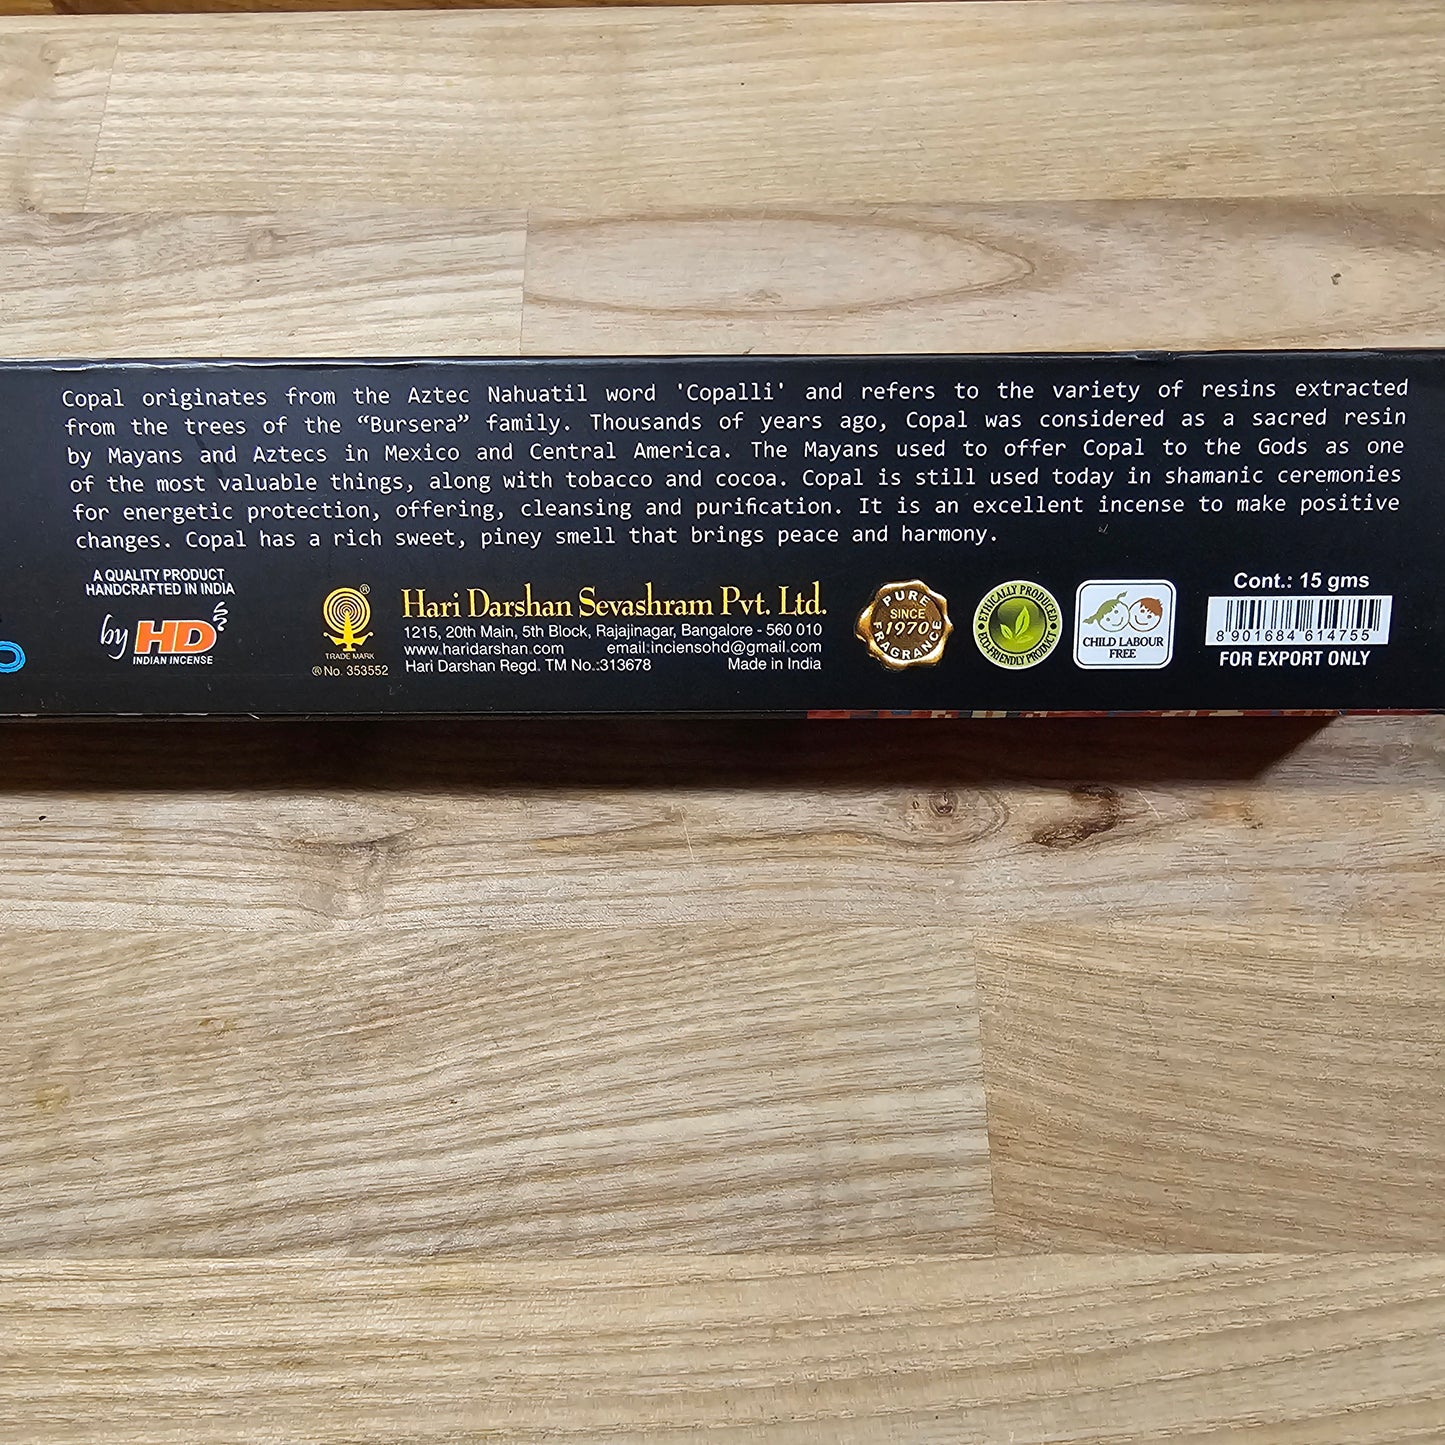 Copal originates from the Aztec Nahuatil word 'Copalli' and refers to the variety of resins extracted
from the trees of the “Bursera” family. Thousands of years ago, Copal was considered as a sacred resin
by Mayans and Aztecs in Mexico and Central America. The Mayans used to offer Copal to the Gods as one
of the most valuable things, along with tobacco and cocoa. Copal is still used today in shamanic ceremonies
for energetic protection, offering, cleansing and purification. It is an excellent incense to make positive
changes. Copal has a rich sweet, piney smell that brings peace and harmony.
A QUALITY PRODUCT
HANDCRAFTED IN INDIA
by HD
INDIAN INCENSE
®
TRADE MARK
® No. 353552
Hari Darshan Sevashram Pvt. Ltd.
1215, 20th Main, 5th Block, Rajajinagar, Bangalore - 560 010
www.haridarshan.com email:inciensohd@gmail.com
Hari Darshan Regd. TM No.:313678 Made in India
PURE
SINCE
1970
FRAGRANCE
ETHICALLY PRODUCED
ECO-FRIENDLY PRODUCT
CHILD LABOUR
FREE
Cont.: 15 gms
8 901684 614755
FOR EXPORT ONLY